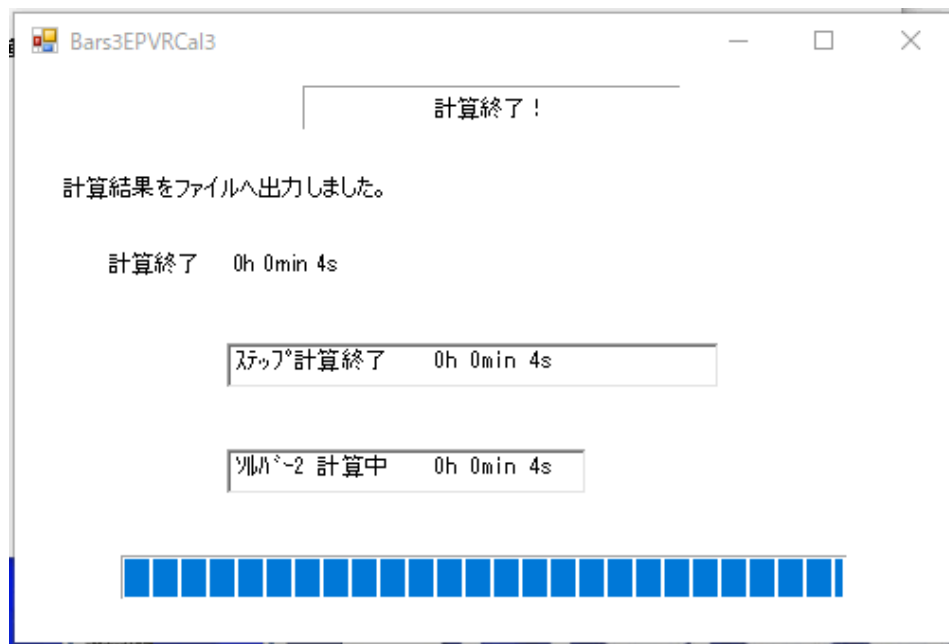 Bars3EPVRCal3
計算終了！
計算結果をファイルへ出力しました。
計算終了 0h 0min 4s
ｽﾃｯﾌﾟ計算終了 0h 0min 4s
ｿﾙﾊﾞｰ2 計算中 0h 0min 4s